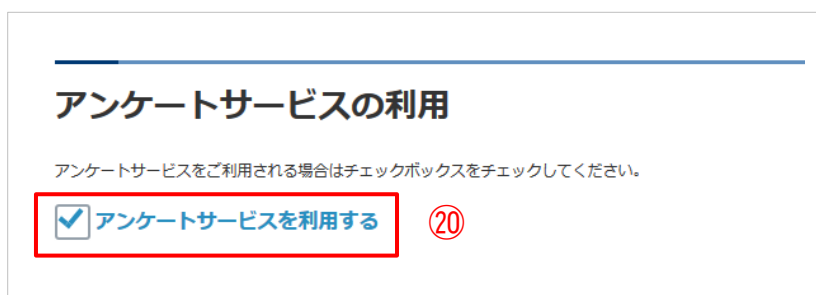 アンケートサービスの利用
アンケートサービスをご利用される場合はチェックボックスをチェックしてください。
アンケートサービスを利用する ⑳